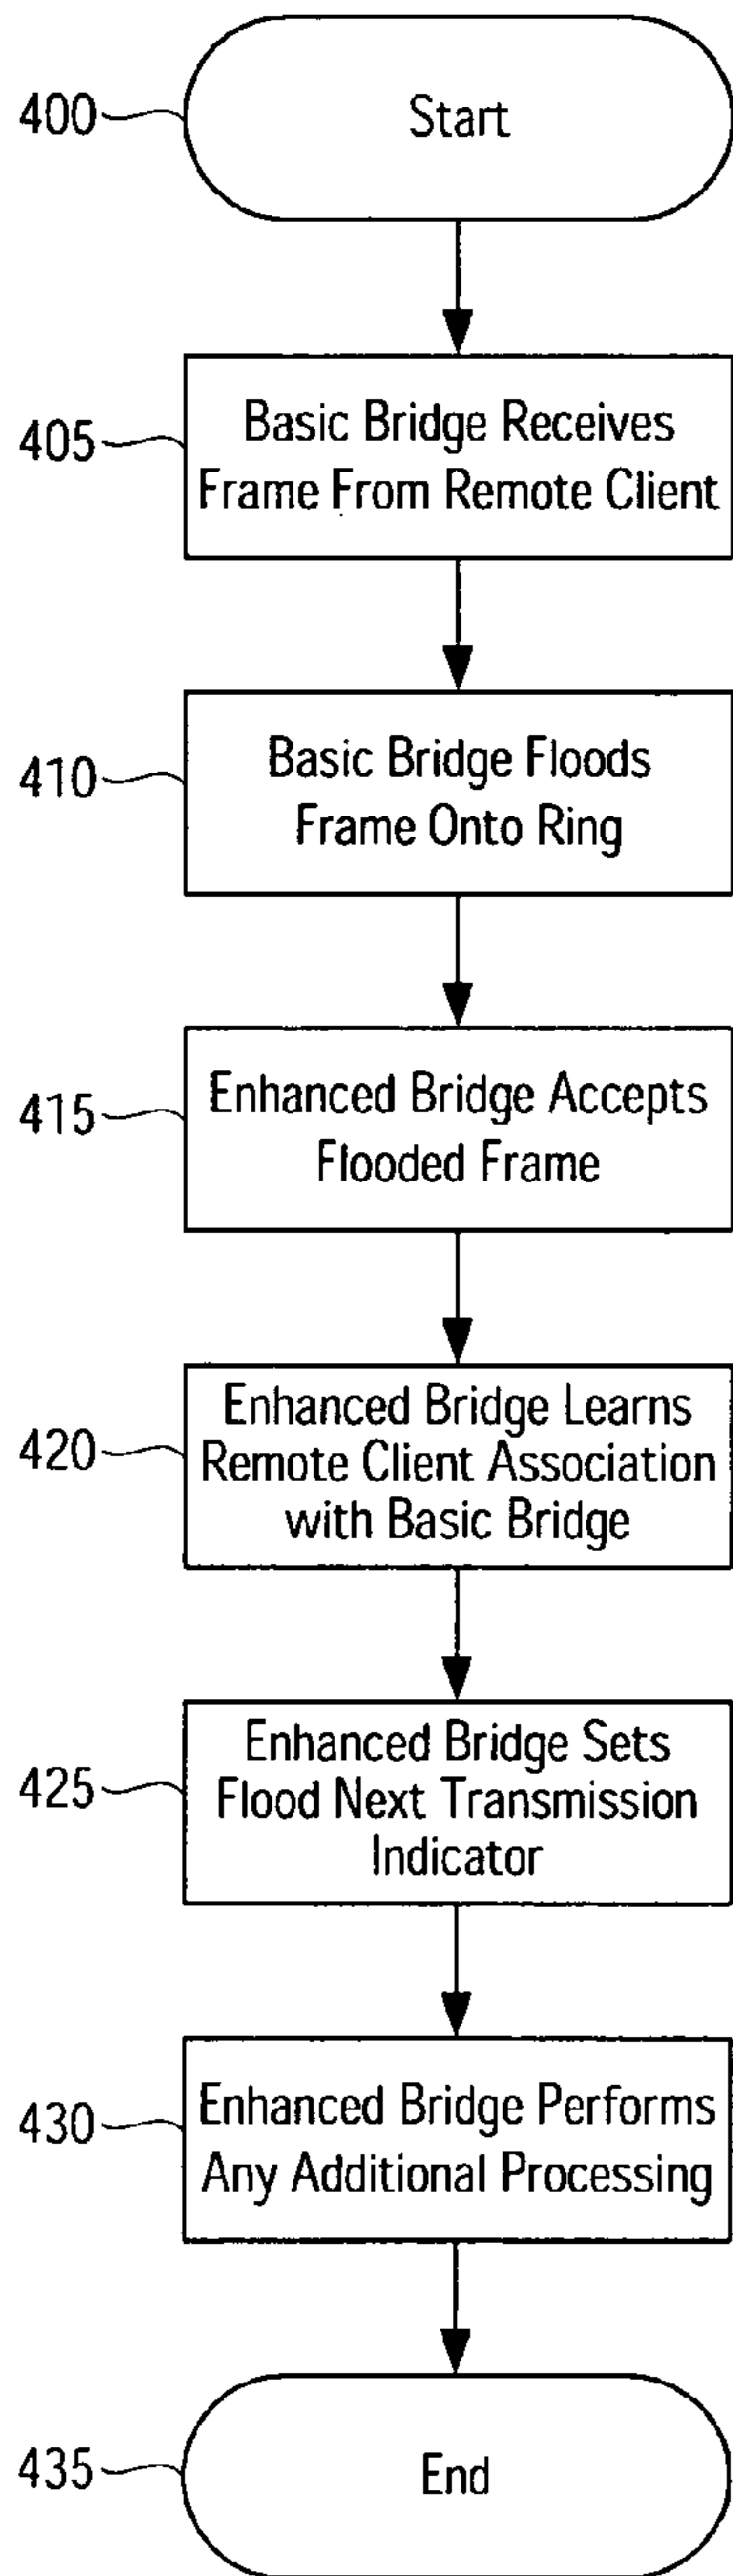 400
Start
405
Basic Bridge Receives
Frame From Remote Client
410
Basic Bridge Floods
Frame Onto Ring
415
Enhanced Bridge Accepts
Flooded Frame
420
Enhanced Bridge Learns
Remote Client Association
with Basic Bridge
425
Enhanced Bridge Sets
Flood Next Transmission
Indicator
430
Enhanced Bridge Performs
Any Additional Processing
435
End